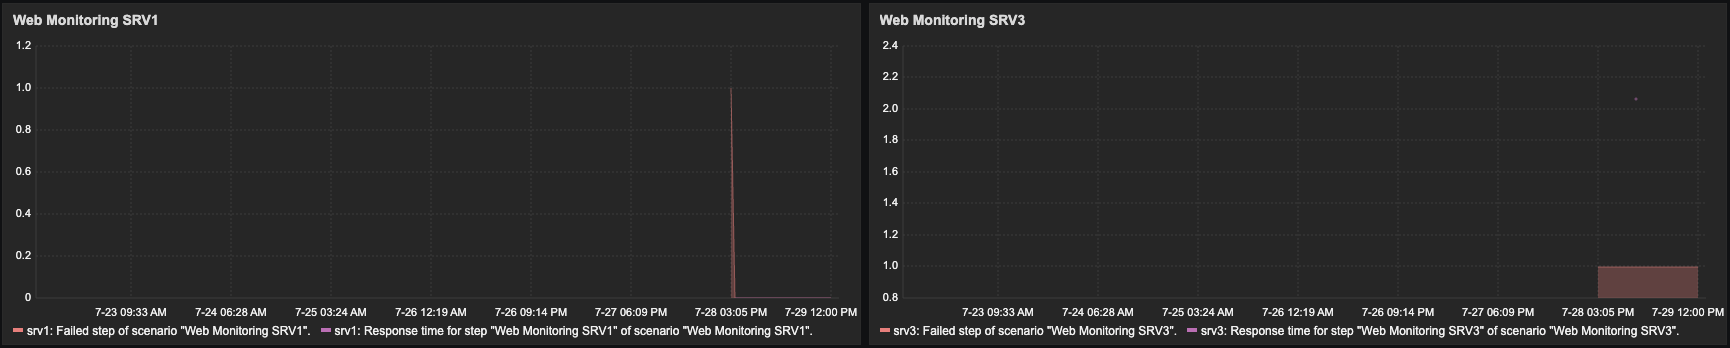 Web Monitoring SRV1
1.2
1.0
0.8
0.6
0.4
0.2
0
7-23 09:33 AM 7-24 06:28 AM 7-25 03:24 AM 7-26 12:19 AM 7-26 09:14 PM 7-27 06:09 PM 7-28 03:05 PM 7-29 12:00 PM
srv1: Failed step of scenario "Web Monitoring SRV1". srv1: Response time for step "Web Monitoring SRV1" of scenario "Web Monitoring SRV1".
Web Monitoring SRV3
2.4
2.2
2.0
1.8
1.6
1.4
1.2
1.0
0.8
7-23 09:33 AM 7-24 06:28 AM 7-25 03:24 AM 7-26 12:19 AM 7-26 09:14 PM 7-27 06:09 PM 7-28 03:05 PM 7-29 12:00 PM
srv3: Failed step of scenario "Web Monitoring SRV3". srv3: Response time for step "Web Monitoring SRV3" of scenario "Web Monitoring SRV3".